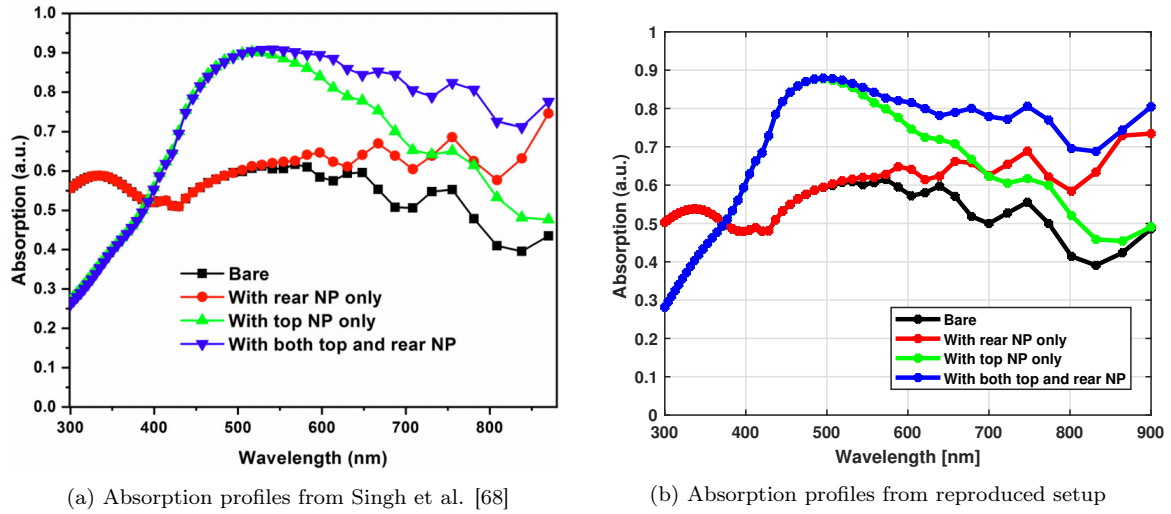 1.0
0.9
0.8
0.7
0.6
0.5
0.4
0.3
0.2
0.1
0.0
Absorption (a.u.)
Bare
With rear NP only
With top NP only
With both top and rear NP
300 400 500 600 700 800
Wavelength (nm)
(a) Absorption profiles from Singh et al. [68]
1
0.9
0.8
0.7
0.6
0.5
0.4
0.3
0.2
0.1
0
Absorption (a.u.)
Bare
With rear NP only
With top NP only
With both top and rear NP
300 400 500 600 700 800 900
Wavelength [nm]
(b) Absorption profiles from reproduced setup